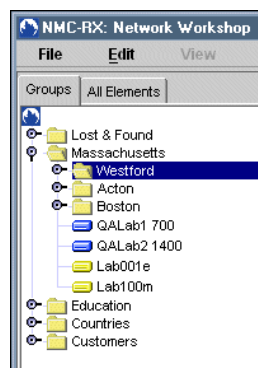 NMC-RX: Network Workshop
File Edit View
Groups All Elements
Lost & Found
Massachusetts
Westford
Acton
Boston
QALab1 700
QALab2 1400
Lab001e
Lab100m
Education
Countries
Customers